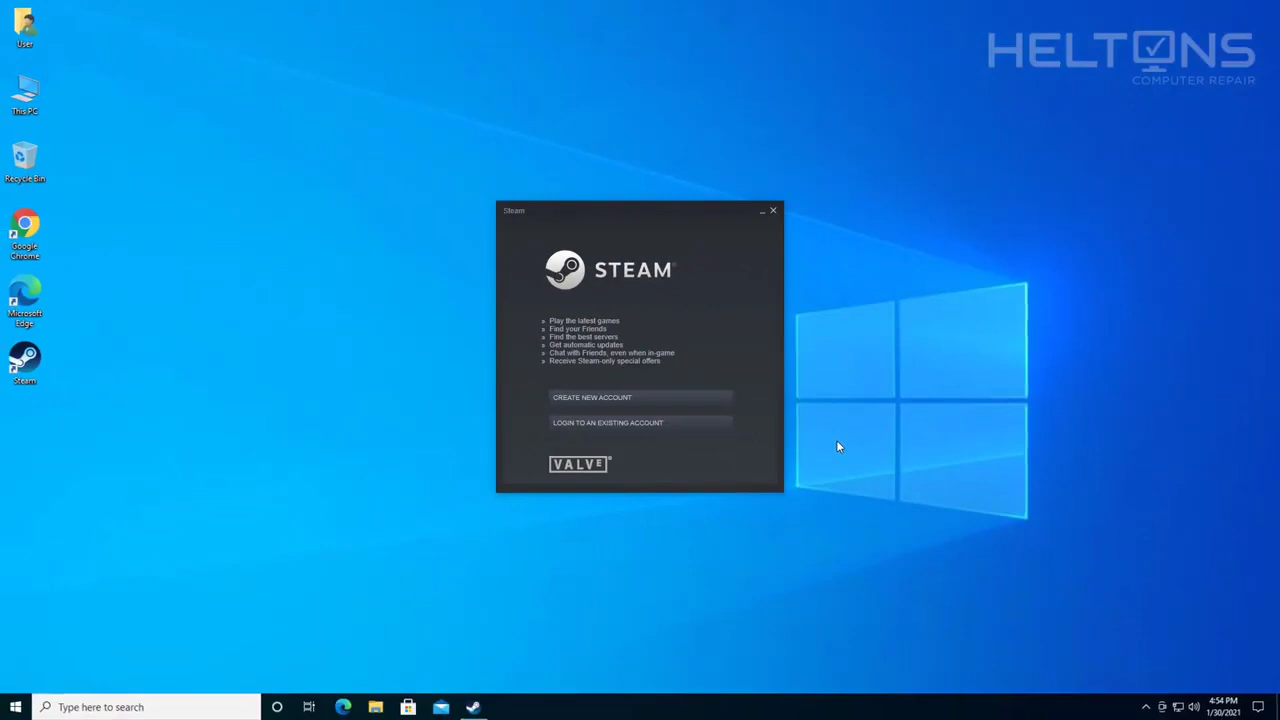 HELTONS
COMPUTER REPAIR
User
This PC
Recycle Bin
Google
Chrome
Microsoft
Edge
Steam
Steam
STEAM®
» Play the latest games
» Find your Friends
» Find the best servers
» Get automatic updates
» Chat with Friends, even when in-game
» Receive Steam-only special offers
CREATE NEW ACCOUNT
LOGIN TO AN EXISTING ACCOUNT
VALVE®
Type here to search
4:54 PM
1/30/2021